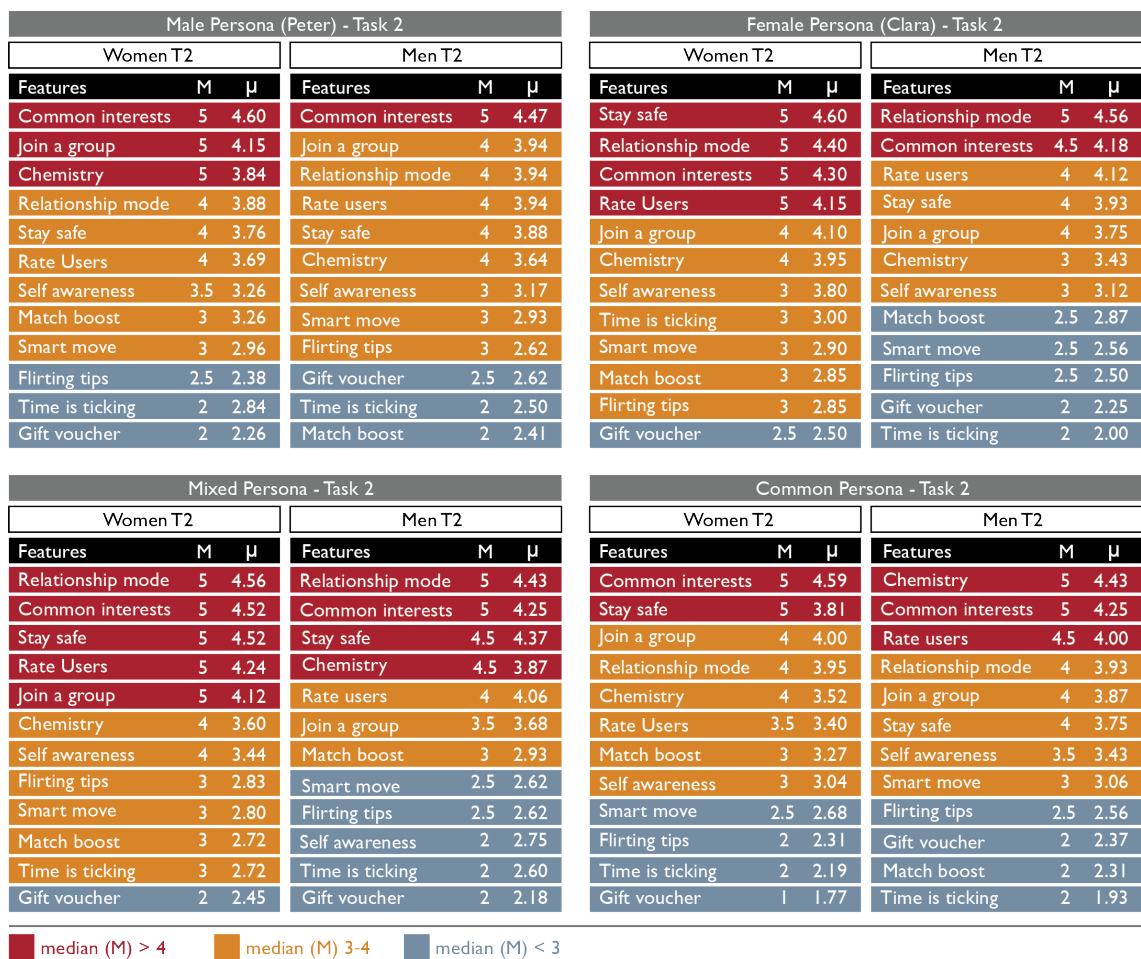 Male Persona (Peter) - Task 2
Women T2
Features M μ
Common interests 5 4.60
Join a group 5 4.15
Chemistry 5 3.84
Relationship mode 4 3.88
Stay safe 4 3.76
Rate Users 4 3.69
Self awareness 3.5 3.26
Match boost 3 3.26
Smart move 3 2.96
Flirting tips 2.5 2.38
Time is ticking 2 2.84
Gift voucher 2 2.26
Men T2
Features M μ
Common interests 5 4.47
Join a group 4 3.94
Relationship mode 4 3.94
Rate users 4 3.94
Stay safe 4 3.88
Chemistry 4 3.64
Self awareness 3 3.17
Smart move 3 2.93
Flirting tips 3 2.62
Gift voucher 2.5 2.62
Time is ticking 2 2.50
Match boost 2 2.41
Female Persona (Clara) - Task 2
Women T2
Features M μ
Stay safe 5 4.60
Relationship mode 5 4.40
Common interests 5 4.30
Rate Users 5 4.15
Join a group 4 4.10
Chemistry 4 3.95
Self awareness 3 3.80
Time is ticking 3 3.00
Smart move 3 2.90
Match boost 3 2.85
Flirting tips 3 2.85
Gift voucher 2.5 2.50
Men T2
Features M μ
Relationship mode 5 4.56
Common interests 4.5 4.18
Rate users 4 4.12
Stay safe 4 3.93
Join a group 4 3.75
Chemistry 3 3.43
Self awareness 3 3.12
Match boost 2.5 2.87
Smart move 2.5 2.56
Flirting tips 2.5 2.50
Gift voucher 2 2.25
Time is ticking 2 2.00
Mixed Persona - Task 2
Women T2
Features M μ
Relationship mode 5 4.56
Common interests 5 4.52
Stay safe 5 4.52
Rate Users 5 4.24
Join a group 5 4.12
Chemistry 4 3.60
Self awareness 4 3.44
Flirting tips 3 2.83
Smart move 3 2.80
Match boost 3 2.72
Time is ticking 3 2.72
Gift voucher 2 2.45
Men T2
Features M μ
Relationship mode 5 4.43
Common interests 5 4.25
Stay safe 4.5 4.37
Chemistry 4.5 3.87
Rate users 4 4.06
Join a group 3.5 3.68
Match boost 3 2.93
Smart move 2.5 2.62
Flirting tips 2.5 2.62
Self awareness 2 2.75
Time is ticking 2 2.60
Gift voucher 2 2.18
Common Persona - Task 2
Women T2
Features M μ
Common interests 5 4.59
Stay safe 5 3.81
Join a group 4 4.00
Relationship mode 4 3.95
Chemistry 4 3.52
Rate Users 3.5 3.40
Match boost 3 3.27
Self awareness 3 3.04
Smart move 2.5 2.68
Flirting tips 2 2.31
Time is ticking 2 2.19
Gift voucher 1 1.77
Men T2
Features M μ
Chemistry 5 4.43
Common interests 5 4.25
Rate users 4.5 4.00
Relationship mode 4 3.93
Join a group 4 3.87
Stay safe 4 3.75
Self awareness 3.5 3.43
Smart move 3 3.06
Flirting tips 2.5 2.56
Gift voucher 2 2.37
Match boost 2 2.31
Time is ticking 2 1.93
median (M) > 4
median (M) 3-4
median (M) < 3